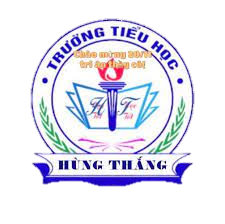 TRƯỜNG TIỂU HỌC
Chào mừng 20/11
tri ân thầy cô!
HÙNG THẮNG